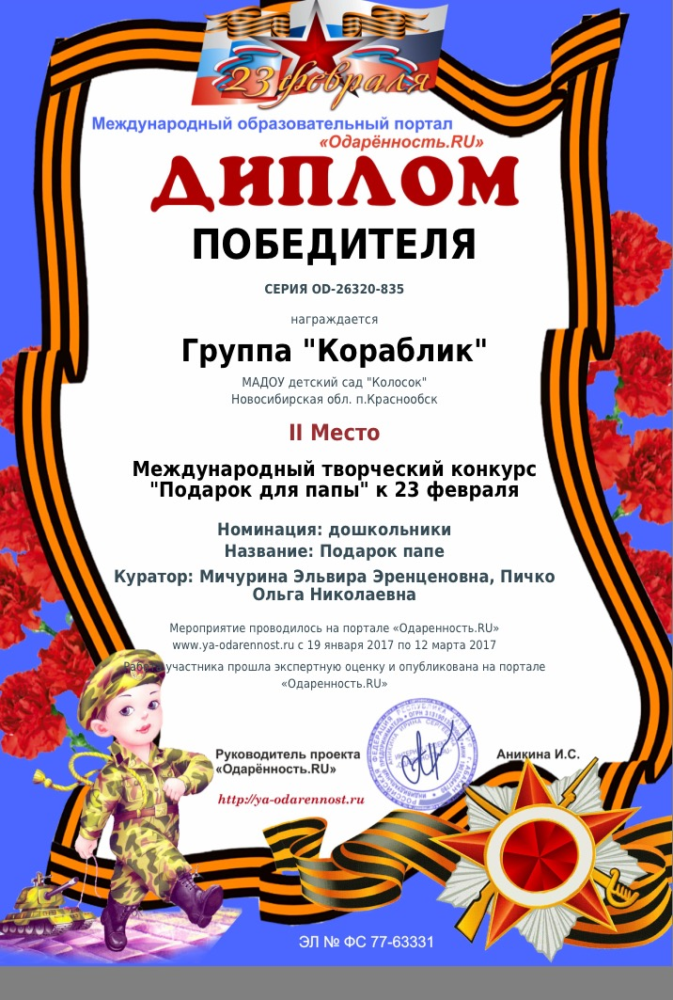 23 февраля
Международный образовательный портал
«Одарённость.RU»
ДИПЛОМ
ПОБЕДИТЕЛЯ
СЕРИЯ OD-26320-835
награждается
Группа "Кораблик"
МАДОУ детский сад "Колосок"
Новосибирская обл. п.Краснообск
II Место
Международный творческий конкурс
"Подарок для папы" к 23 февраля
Номинация: дошкольники
Название: Подарок папе
Куратор: Мичурина Эльвира Эренценовна, Пичко
Ольга Николаевна
Мероприятие проводилось на портале «Одаренность.RU»
www.ya-odarennost.ru с 19 января 2017 по 12 марта 2017
Работа участника прошла экспертную оценку и опубликована на портале
«Одаренность.RU»
Руководитель проекта
«Одарённость.RU»
Аникина И.С.
http://ya-odarennost.ru
ЭЛ № ФС 77-63331